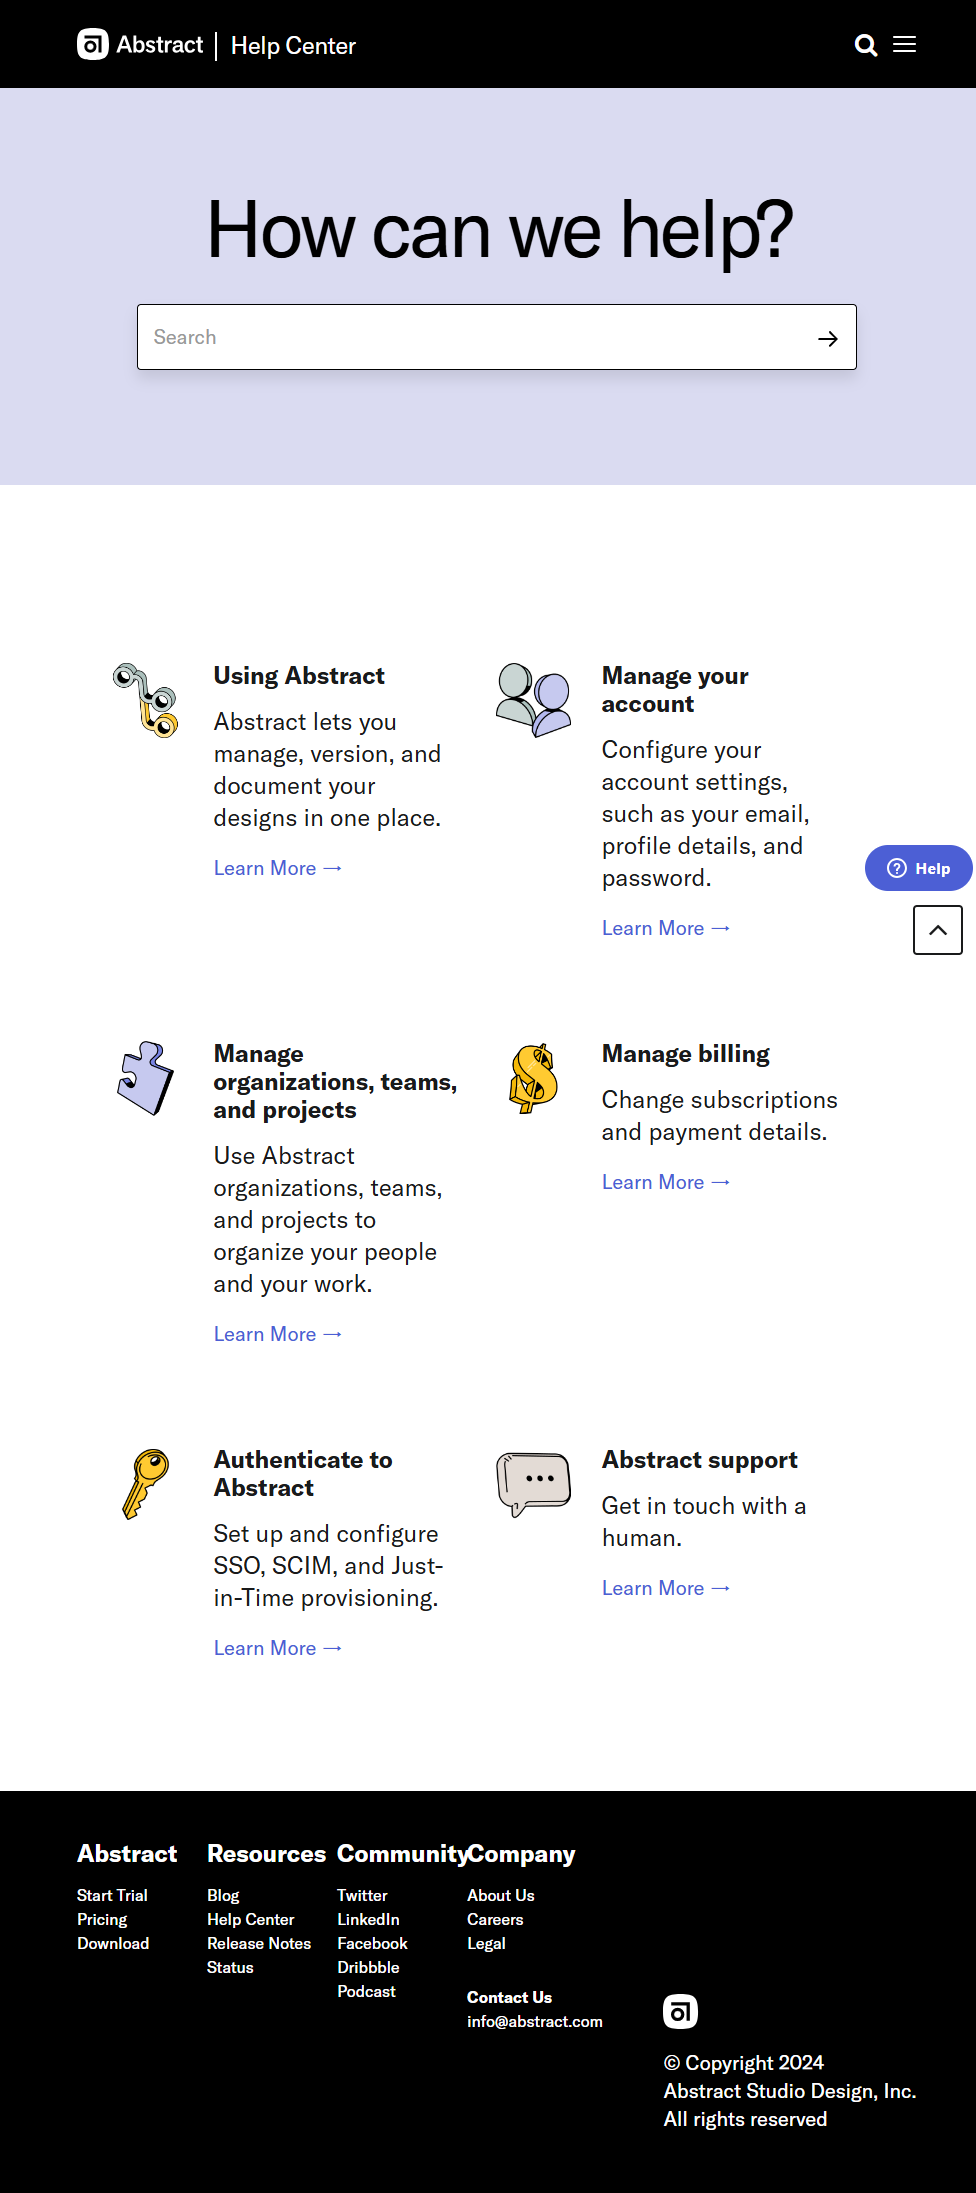 Abstract | Help Center
How can we help?
Search
Using Abstract
Abstract lets you
manage, version, and
document your
designs in one place.
Learn More →
Manage your
account
Configure your
account settings,
such as your email,
profile details, and
password.
Learn More →
Help
Manage
organizations, teams,
and projects
Use Abstract
organizations, teams,
and projects to
organize your people
and your work.
Learn More →
Manage billing
Change subscriptions
and payment details.
Learn More →
Authenticate to
Abstract
Set up and configure
SSO, SCIM, and Just-
in-Time provisioning.
Learn More →
Abstract support
Get in touch with a
human.
Learn More →
Abstract
Start Trial
Pricing
Download
Resources
Blog
Help Center
Release Notes
Status
Community
Twitter
LinkedIn
Facebook
Dribbble
Podcast
Company
About Us
Careers
Legal
Contact Us
info@abstract.com
© Copyright 2024
Abstract Studio Design, Inc.
All rights reserved